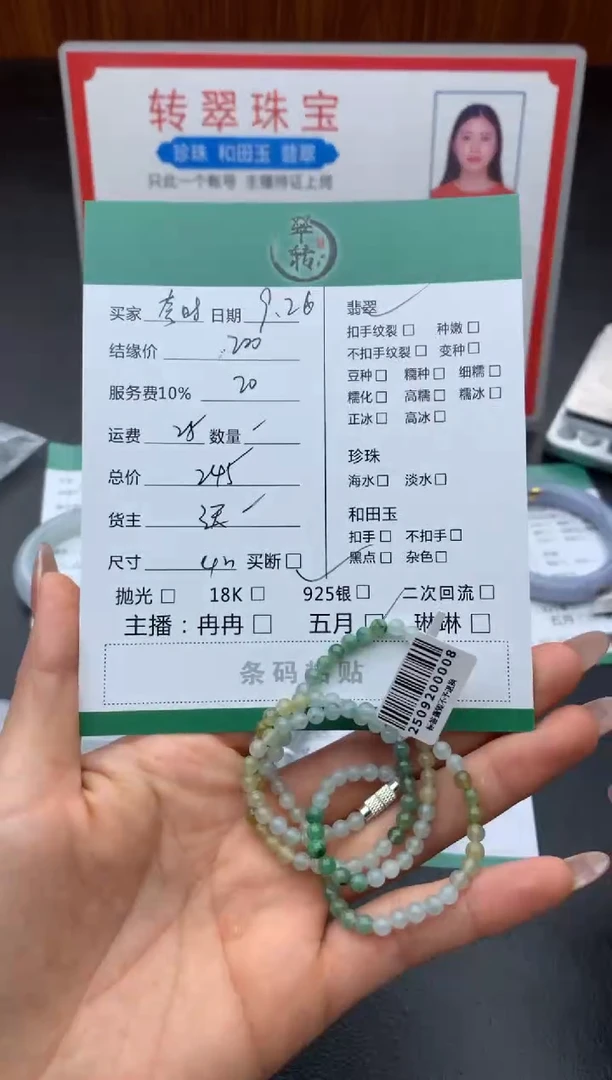 转翠珠宝
珍珠 和田玉 翡翠
只此一个账号 主播持证上岗
翠转
买家 日期 9.26
结缘价 200
服务费10% 20
运费 25 数量
总价 245
货主
尺寸 买断□
翡翠
扣手纹裂□ 种嫩□
不扣手纹裂□ 变种□
豆种□ 糯种□ 细糯□
糯化□ 高糯□ 糯冰□
正冰□ 高冰□
珍珠
海水□ 淡水□
和田玉
扣手□ 不扣手□
黑点□ 杂色□
抛光□ 18K□ 925银□ 二次回流□
主播：冉冉□ 五月□ 琳琳□
条码粘贴
2509200008